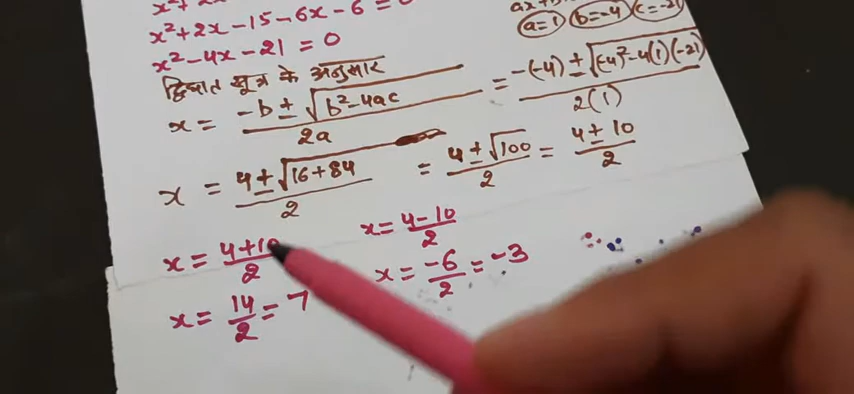 x² + 2x - 15 - 6x - 6 = 0
x² - 4x - 21 = 0
a=1 b=-4 c=-21
द्विघात सूत्र के अनुसार
x = (-b ± √(b² - 4ac)) / 2a = (-(-4) ± √((-4)² - 4(1)(-21))) / 2(1)
x = (4 ± √(16+84)) / 2 = (4 ± √100) / 2 = (4 ± 10) / 2
x = (4+10) / 2 x = (4-10) / 2
x = 14/2 = 7 x = -6/2 = -3